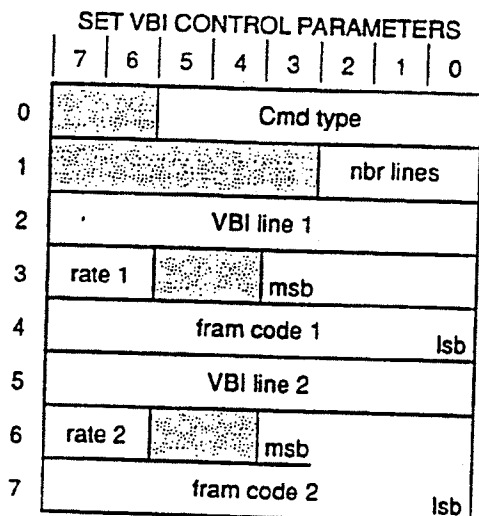 SET VBI CONTROL PARAMETERS
7 6 5 4 3 2 1 0
0 Cmd type
1 nbr lines
2 VBI line 1
3 rate 1 msb
4 fram code 1 lsb
5 VBI line 2
6 rate 2 msb
7 fram code 2 lsb